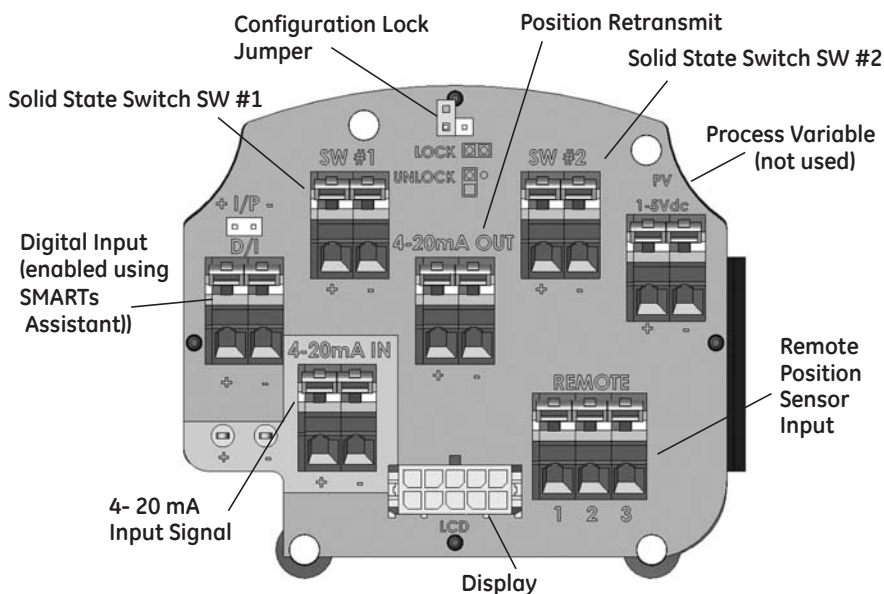 Configuration Lock
Jumper
Position Retransmit
Solid State Switch SW #2
Solid State Switch SW #1
Process Variable
(not used)
SW #1
LOCK
UNLOCK
SW #2
PV
1-5Vdc
+ I/P -
D/I
4-20mA OUT
Digital Input
(enabled using
SMARTs
Assistant))
+ -
+ -
+ -
+ -
+ -
4-20mA IN
REMOTE
Remote
Position
Sensor
Input
+ -
+ -
1 2 3
4- 20 mA
Input Signal
LCD
Display